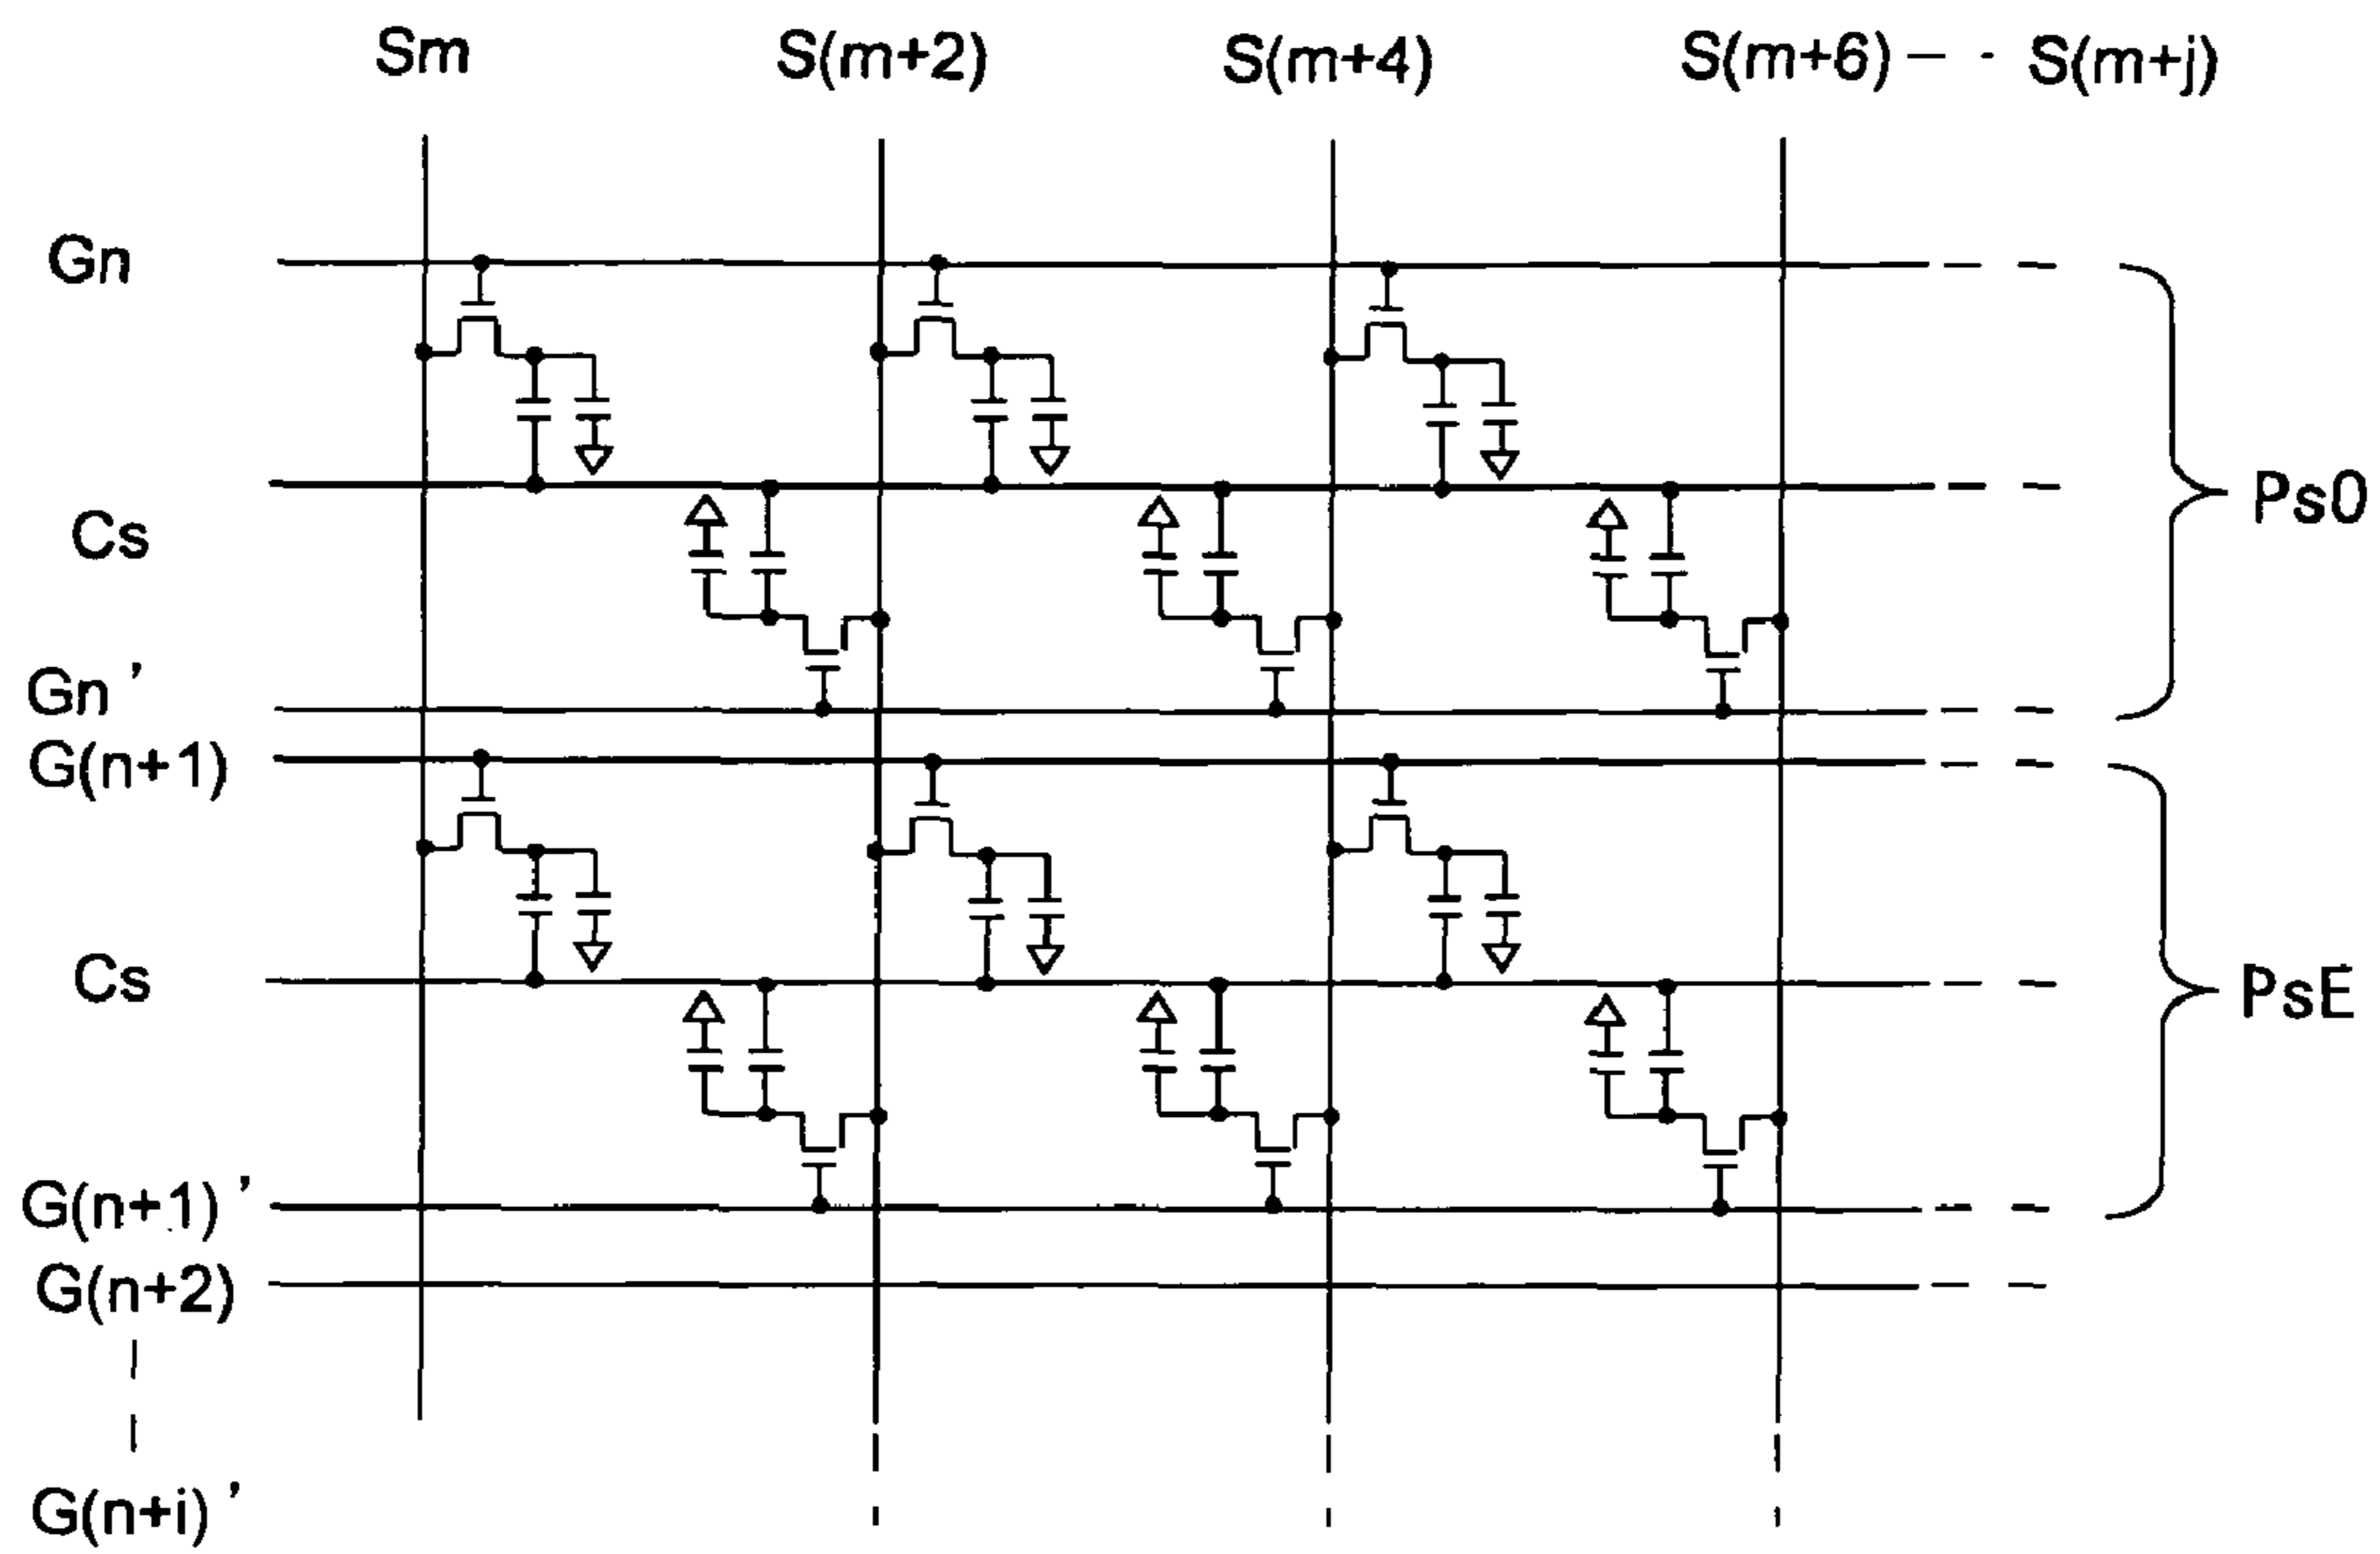 Sm S(m+2) S(m+4) S(m+6) — - S(m+j)
Gn
Cs
Ps0
Gn'
G(n+1)
Cs
PsE
G(n+1)'
G(n+2)
G(n+i)'